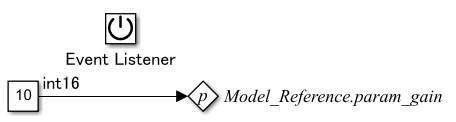 Event Listener
int16
10
p
Model_Reference.param_gain